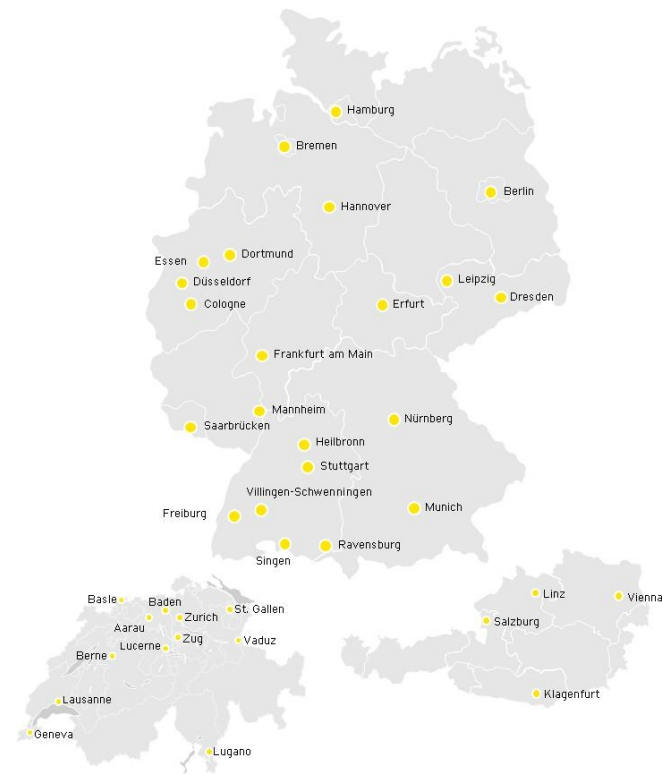 Hamburg
Bremen
Berlin
Hannover
Dortmund
Essen
Düsseldorf
Leipzig
Dresden
Cologne
Erfurt
Frankfurt am Main
Mannheim
Nürnberg
Saarbrücken
Heilbronn
Stuttgart
Villingen-Schwenningen
Freiburg
Munich
Ravensburg
Singen
Basle
Baden
St. Gallen
Aarau
Zurich
Lucerne
Zug
Vaduz
Berne
Lausanne
Geneva
Lugano
Linz
Vienna
Salzburg
Klagenfurt